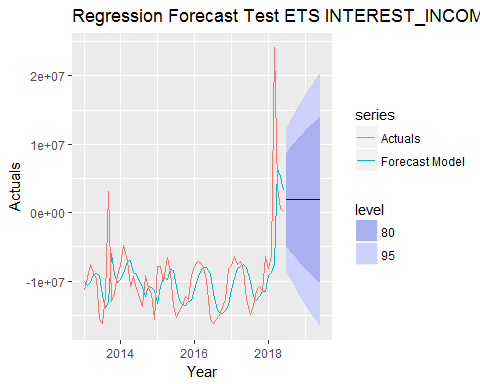 Regression Forecast Test ETS INTEREST_INCOM
2e+07
1e+07
0e+00
-1e+07
Actuals
2014 2016 2018
Year
series
Actuals
Forecast Model
level
80
95